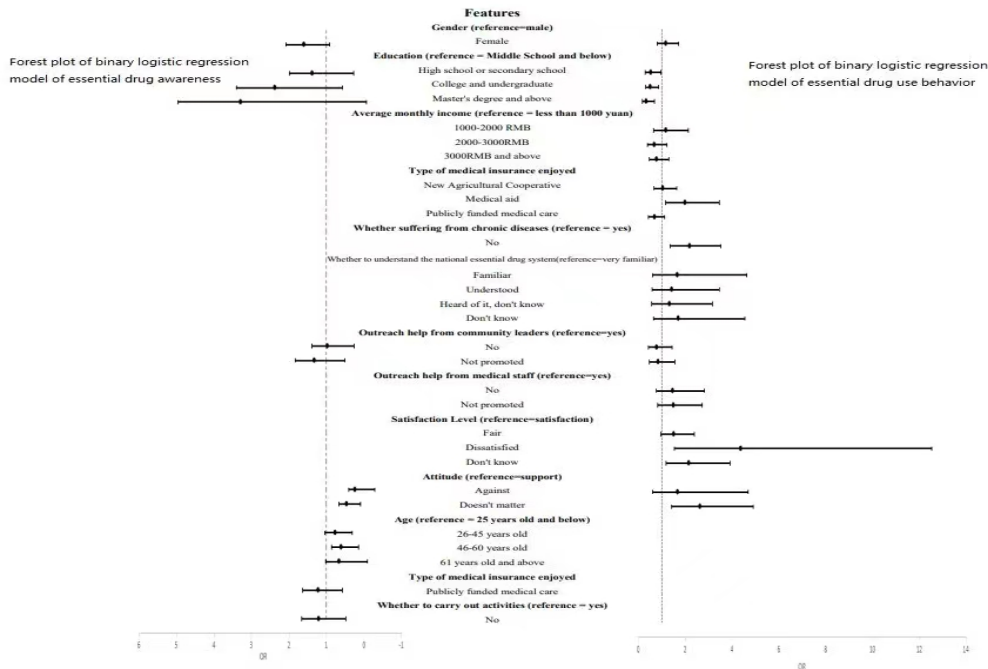 Features
Gender (reference=male)
Female
Education (reference = Middle School and below)
High school or secondary school
College and undergraduate
Master's degree and above
Average monthly income (reference = less than 1000 yuan)
1000-2000 RMB
2000-3000RMB
3000RMB and above
Type of medical insurance enjoyed
New Agricultural Cooperative
Medical aid
Publicly funded medical care
Whether suffering from chronic diseases (reference = yes)
No
Whether to understand the national essential drug system(reference=very familiar)
Familiar
Understood
Heard of it, don't know
Don't know
Outreach help from community leaders (reference=yes)
No
Not promoted
Outreach help from medical staff (reference=yes)
No
Not promoted
Satisfaction Level (reference=satisfaction)
Fair
Dissatisfied
Don't know
Attitude (reference=support)
Against
Doesn't matter
Age (reference = 25 years old and below)
26-45 years old
46-60 years old
61 years old and above
Type of medical insurance enjoyed
Publicly funded medical care
Whether to carry out activities (reference = yes)
No
Forest plot of binary logistic regression
model of essential drug awareness
6 5 4 3 2 1 0 -1
OR
Forest plot of binary logistic regression
model of essential drug use behavior
0 2 4 6 8 10 12 14
OR